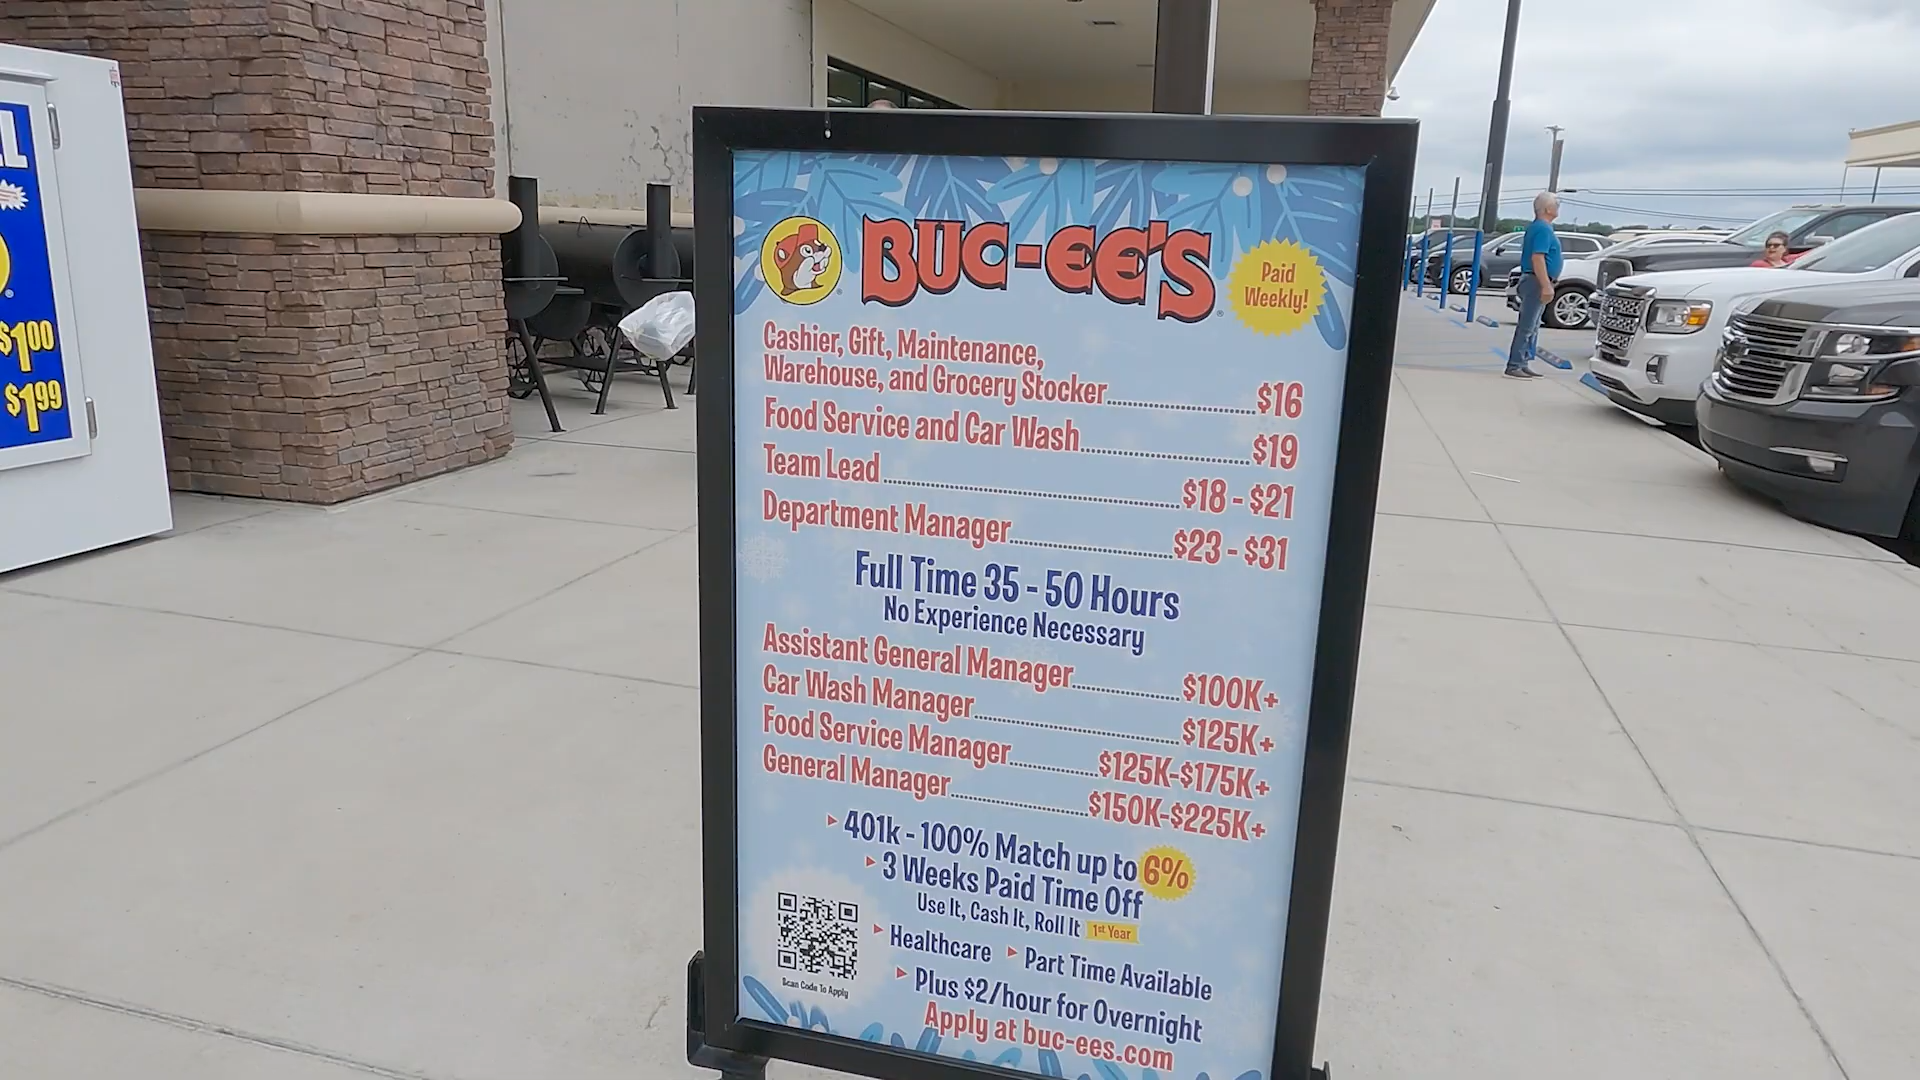 L
$1.00
$1.99
BUC-EE'S
Paid
Weekly!
Cashier, Gift, Maintenance,
Warehouse, and Grocery Stocker.....$16
Food Service and Car Wash.....$19
Team Lead.....$18 - $21
Department Manager.....$23 - $31
Full Time 35 - 50 Hours
No Experience Necessary
Assistant General Manager.....$100K+
Car Wash Manager.....$125K+
Food Service Manager.....$125K-$175K+
General Manager.....$150K-$225K+
401k - 100% Match up to 6%
3 Weeks Paid Time Off
Use It, Cash It, Roll It 1st Year
Healthcare
Part Time Available
Plus $2/hour for Overnight
Scan Code To Apply
Apply at buc-ees.com